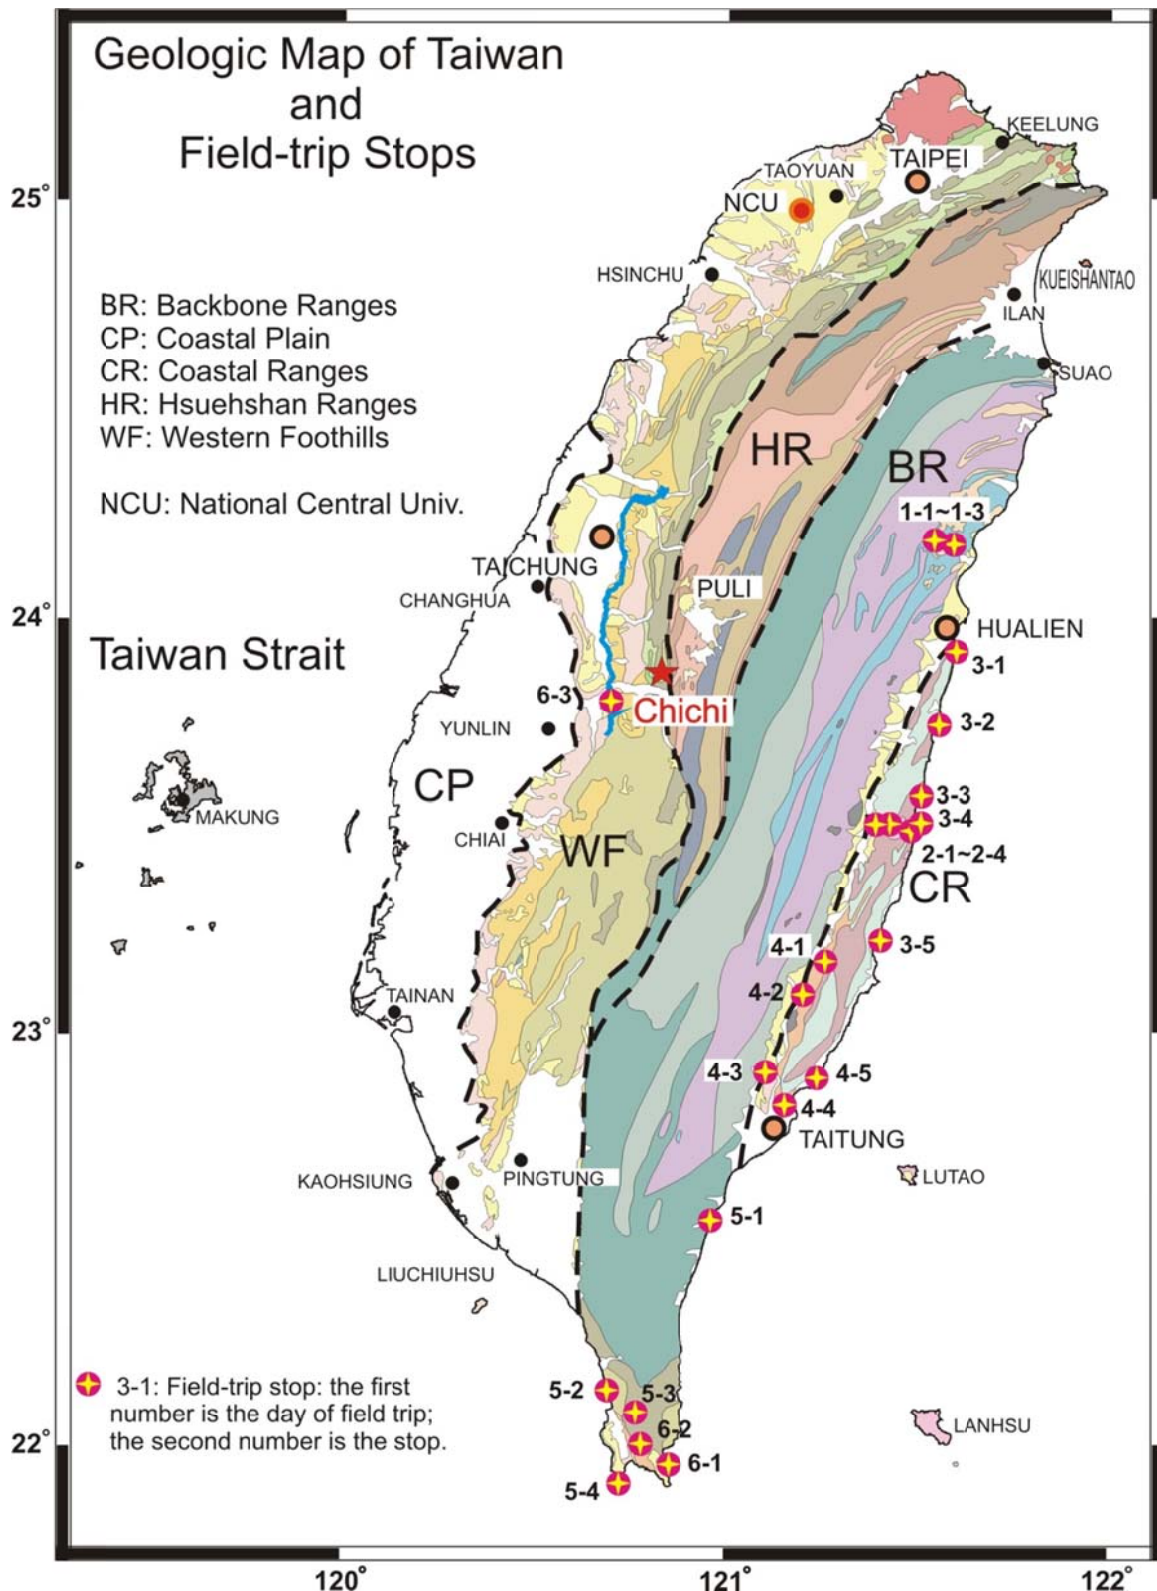 Geologic Map of Taiwan
and
Field-trip Stops
KEELUNG
TAIPEI
TAOYUAN
25°
NCU
HSINCHU
KUEISHANTAO
ILAN
BR: Backbone Ranges
CP: Coastal Plain
CR: Coastal Ranges
HR: Hsuehshan Ranges
WF: Western Foothills
NCU: National Central Univ.
SUAO
HR
BR
1-1~1-3
TAICHUNG
PULI
CHANGHUA
24°
HUALIEN
Taiwan Strait
3-1
6-3
Chichi
YUNLIN
3-2
CP
3-3
MAKUNG
3-4
CHIAI
WF
2-1~2-4
CR
4-1
3-5
4-2
TAINAN
23°
4-3
4-5
4-4
TAITUNG
KAOHSIUNG
PINGTUNG
LUTAO
5-1
LIUCHIUHSU
3-1: Field-trip stop: the first
number is the day of field trip;
the second number is the stop.
5-2
5-3
6-2
LANHSU
22°
6-1
5-4
120°
121°
122°